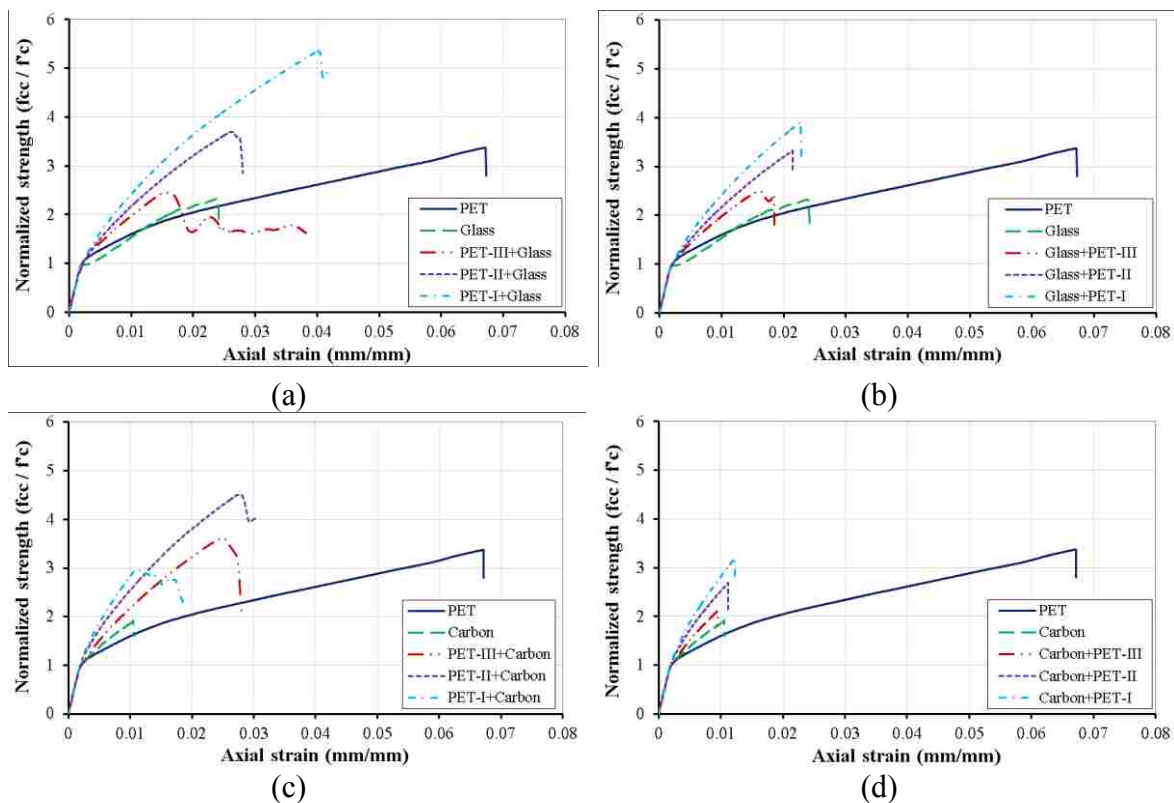 Normalized strength (fcc / f'c)
6
5
4
3
2
1
0
PET
Glass
PET-III+Glass
PET-II+Glass
PET-I+Glass
0 0.01 0.02 0.03 0.04 0.05 0.06 0.07 0.08
Axial strain (mm/mm)
(a)
Normalized strength (fcc / f'c)
6
5
4
3
2
1
0
PET
Glass
Glass+PET-III
Glass+PET-II
Glass+PET-I
0 0.01 0.02 0.03 0.04 0.05 0.06 0.07 0.08
Axial strain (mm/mm)
(b)
Normalized strength (fcc / f'c)
6
5
4
3
2
1
0
PET
Carbon
PET-III+Carbon
PET-II+Carbon
PET-I+Carbon
0 0.01 0.02 0.03 0.04 0.05 0.06 0.07 0.08
Axial strain (mm/mm)
(c)
Normalized strength (fcc / f'c)
6
5
4
3
2
1
0
PET
Carbon
Carbon+PET-III
Carbon+PET-II
Carbon+PET-I
0 0.01 0.02 0.03 0.04 0.05 0.06 0.07 0.08
Axial strain (mm/mm)
(d)